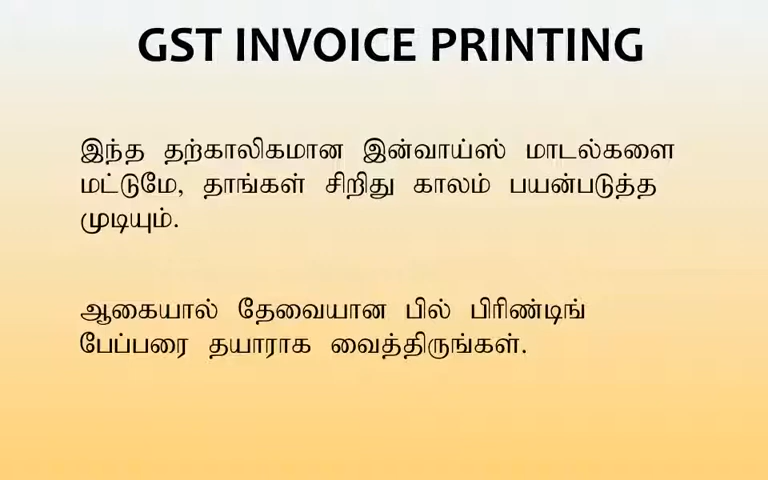 GST INVOICE PRINTING
இந்த தற்காலிகமான இன்வாய்ஸ் மாடல்களை
மட்டுமே, தாங்கள் சிறிது காலம் பயன்படுத்த
முடியும்.
ஆகையால் தேவையான பில் பிரிண்டிங்
பேப்பரை தயாராக வைத்திருங்கள்.